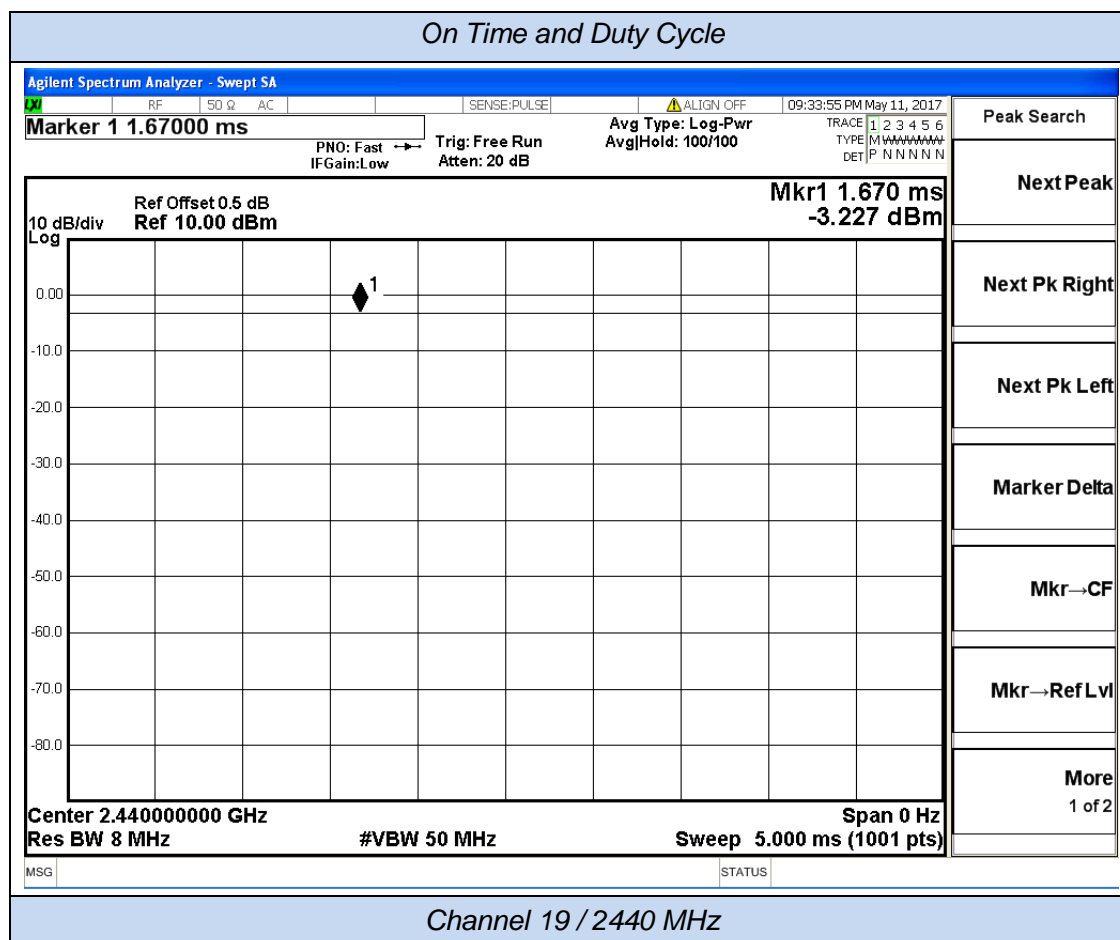 On Time and Duty Cycle
Agilent Spectrum Analyzer - Swept SA
LXI RF 50 Ω AC SENSE:PULSE ALIGN OFF 09:33:55 PM May 11, 2017
Marker 1 1.67000 ms
PNO: Fast
IFGain:Low
Trig: Free Run
Atten: 20 dB
Avg Type: Log-Pwr
Avg|Hold: 100/100
TRACE 1 2 3 4 5 6
TYPE M WWWWW
DET P N N N N N
Peak Search
Ref Offset 0.5 dB
10 dB/div Ref 10.00 dBm
Log
Mkr1 1.670 ms
-3.227 dBm
1
0.00
-10.0
-20.0
-30.0
-40.0
-50.0
-60.0
-70.0
-80.0
Next Peak
Next Pk Right
Next Pk Left
Marker Delta
Mkr→CF
Mkr→Ref Lvl
More
1 of 2
Center 2.440000000 GHz Span 0 Hz
Res BW 8 MHz #VBW 50 MHz Sweep 5.000 ms (1001 pts)
MSG STATUS
Channel 19 / 2440 MHz